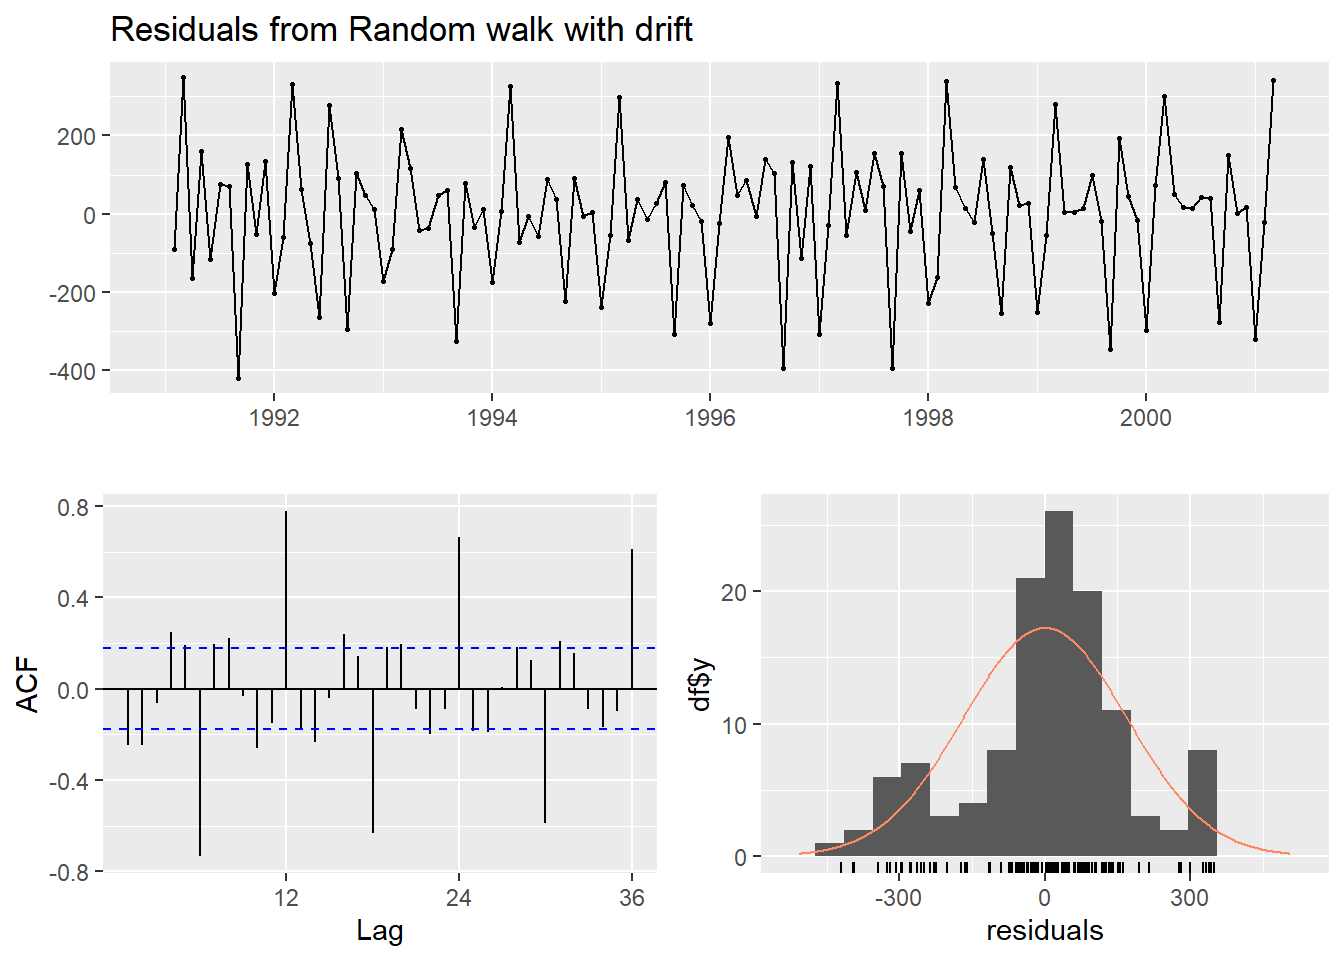 Residuals from Random walk with drift
200
0
-200
-400
1992 1994 1996 1998 2000
ACF
0.8
0.4
0.0
-0.4
-0.8
12 24 36
Lag
df$y
20
10
0
-300 0 300
residuals